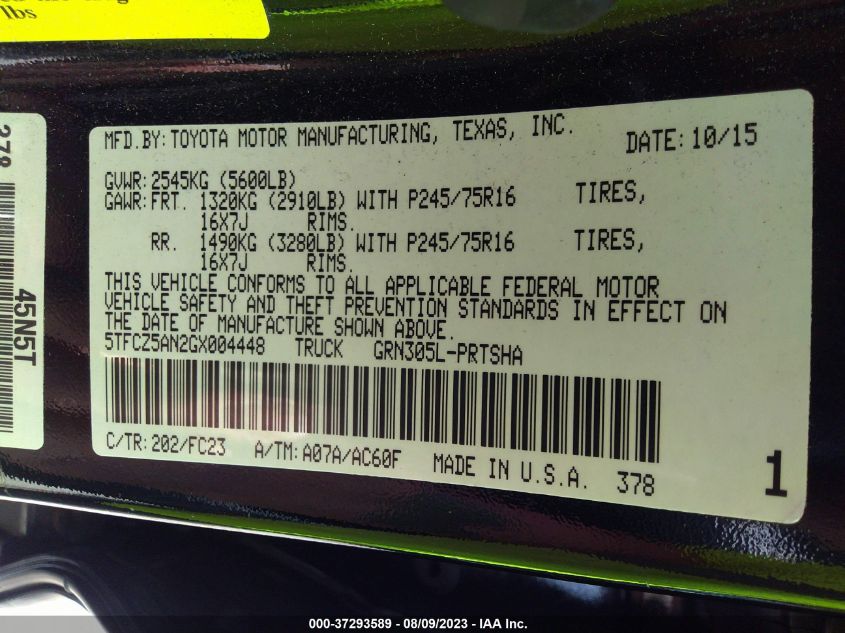 lbs
278
45N5T
MFD.BY: TOYOTA MOTOR MANUFACTURING, TEXAS, INC. DATE: 10/15
GVWR: 2545KG (5600LB)
GAWR: FRT. 1320KG (2910LB) WITH P245/75R16 TIRES,
16X7J RIMS.
RR. 1490KG (3280LB) WITH P245/75R16 TIRES,
16X7J RIMS.
THIS VEHICLE CONFORMS TO ALL APPLICABLE FEDERAL MOTOR
VEHICLE SAFETY AND THEFT PREVENTION STANDARDS IN EFFECT ON
THE DATE OF MANUFACTURE SHOWN ABOVE.
5TFCZ5AN2GX004448 TRUCK GRN305L-PRTSHA
C/TR: 202/FC23 A/TM: A07A/AC60F MADE IN U.S.A. 378 1
000-37293589 - 08/09/2023 - IAA Inc.